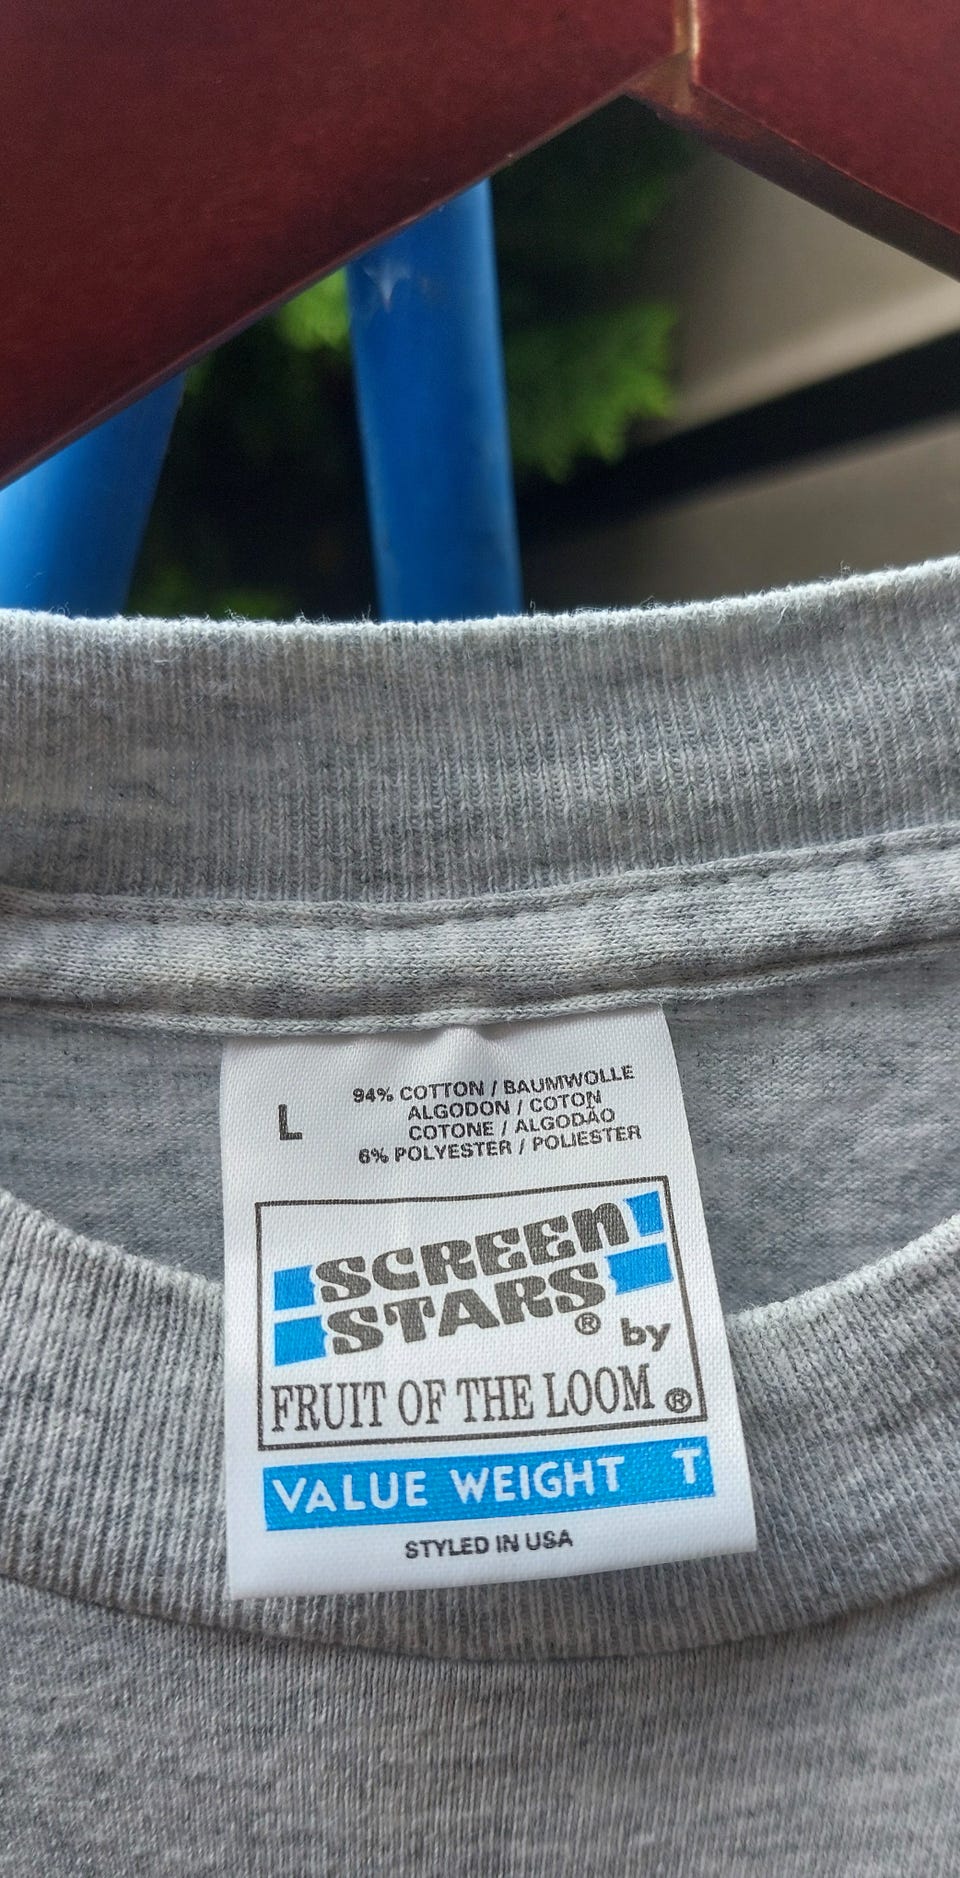 L
94% COTTON / BAUMWOLLE
ALGODON / COTON
COTONE / ALGODÃO
6% POLYESTER / POLIESTER
SCREEN
STARS® by
FRUIT OF THE LOOM®
VALUE WEIGHT T
STYLED IN USA